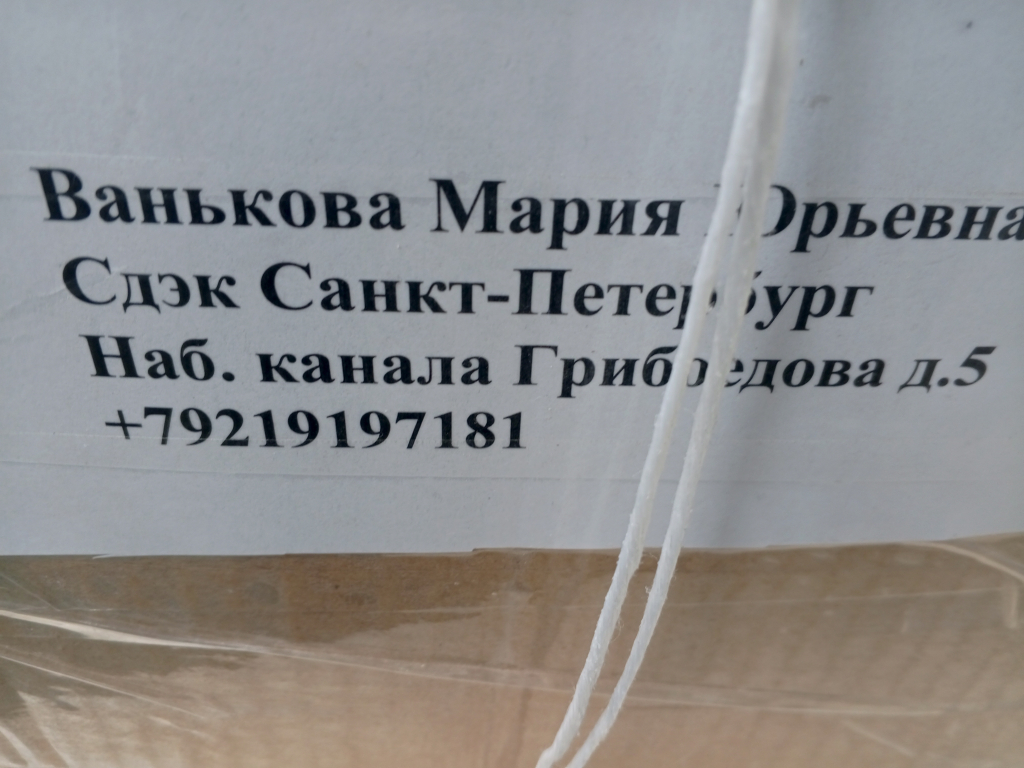 Ванькова Мария Юрьевна
Сдэк Санкт-Петербург
Наб. канала Грибоедова д.5
+79219197181